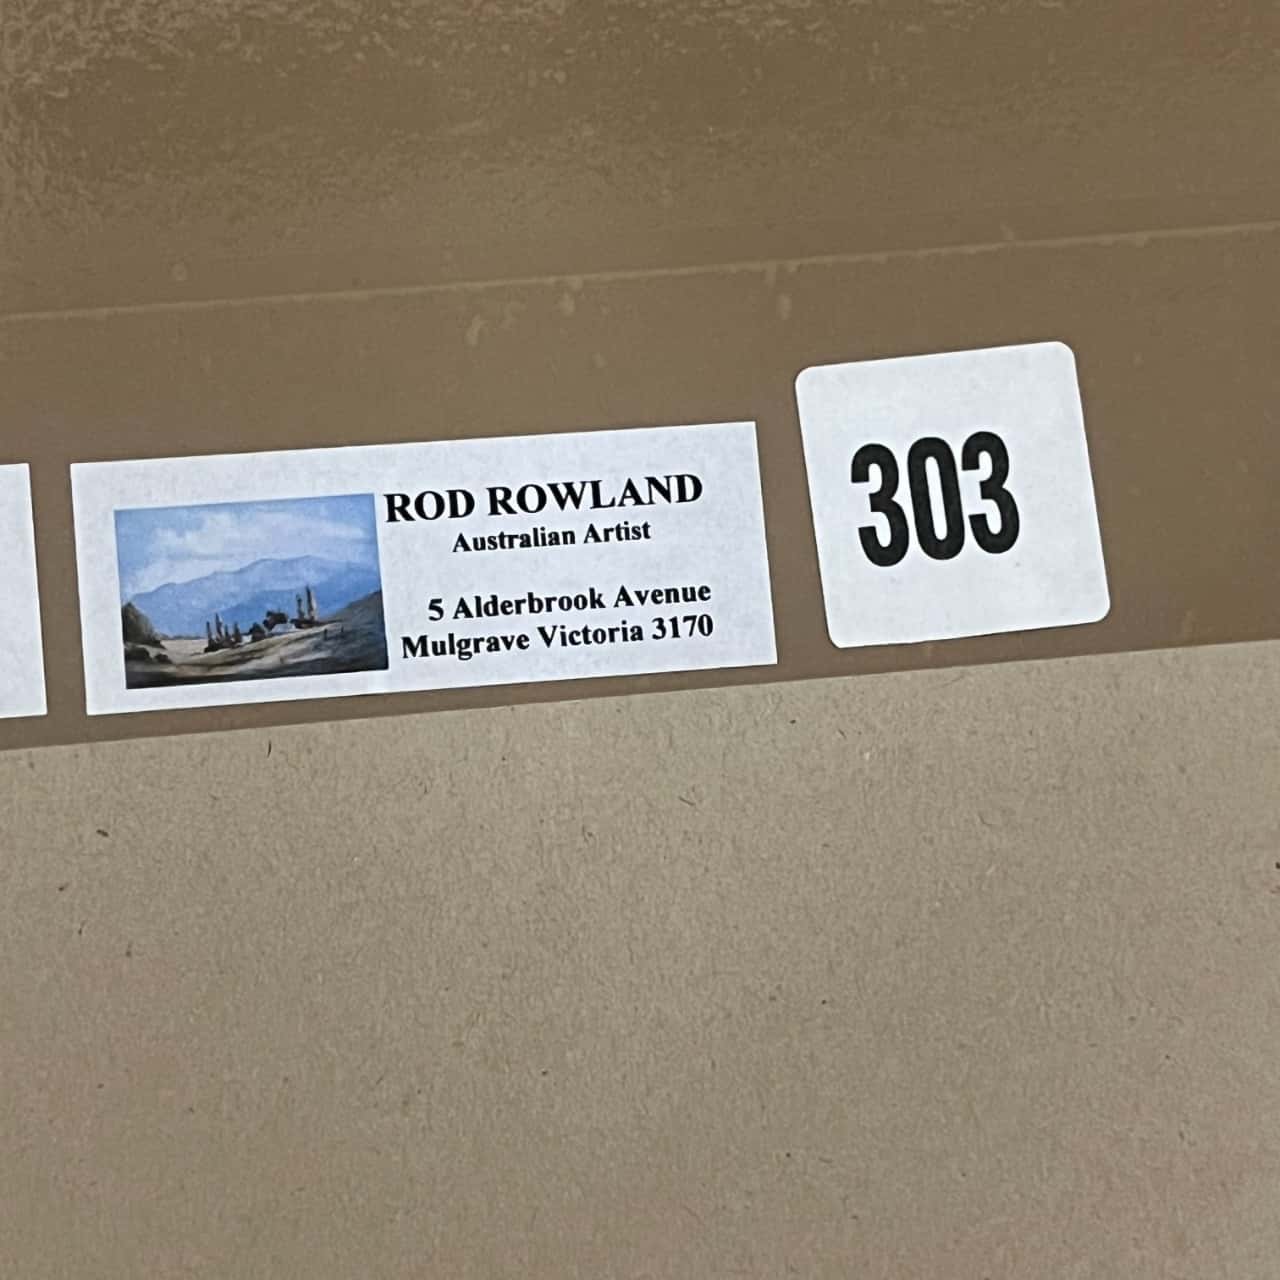 ROD ROWLAND
Australian Artist
5 Alderbrook Avenue
Mulgrave Victoria 3170
303